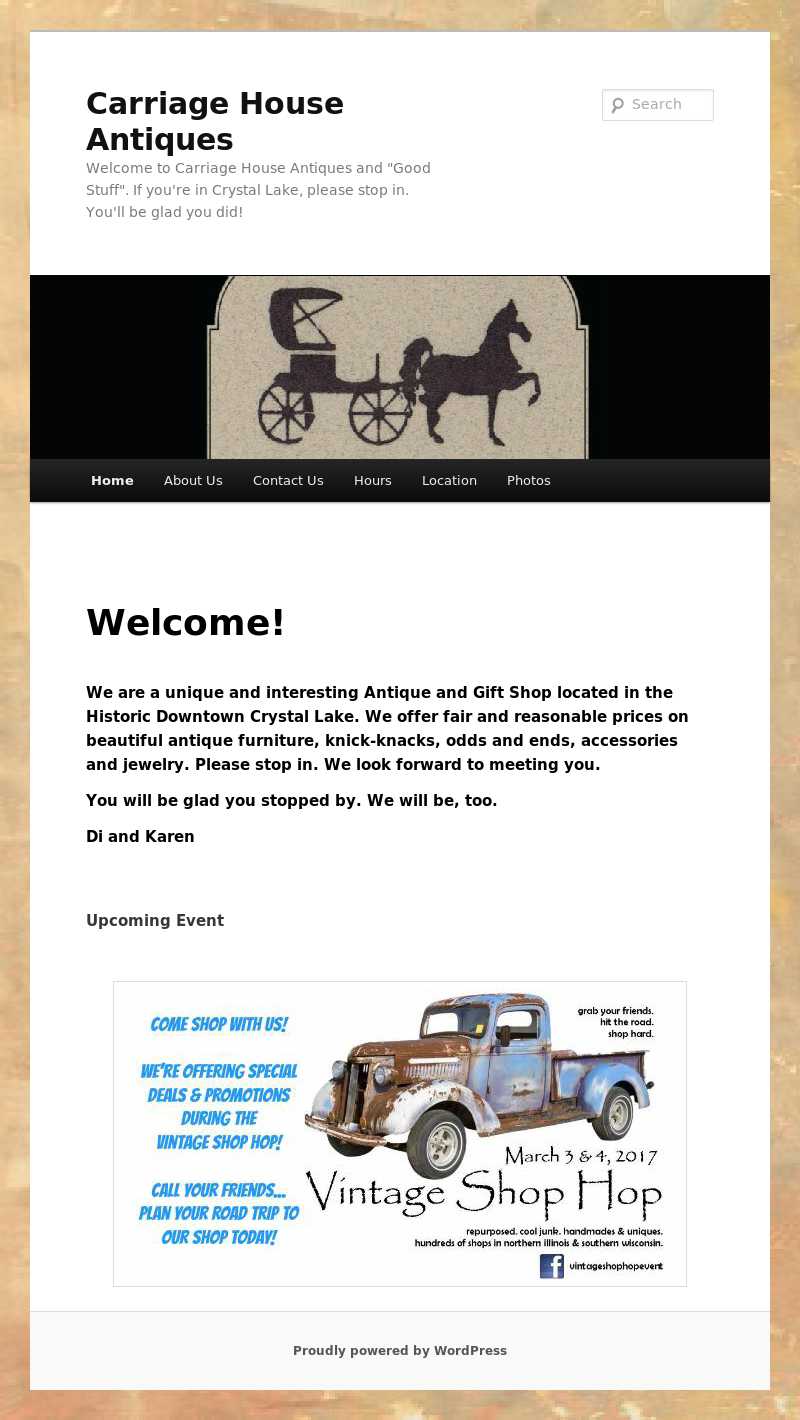 Carriage House
Antiques
Search
Welcome to Carriage House Antiques and "Good
Stuff". If you're in Crystal Lake, please stop in.
You'll be glad you did!
Home
About Us
Contact Us
Hours
Location
Photos
Welcome!
We are a unique and interesting Antique and Gift Shop located in the
Historic Downtown Crystal Lake. We offer fair and reasonable prices on
beautiful antique furniture, knick-knacks, odds and ends, accessories
and jewelry. Please stop in. We look forward to meeting you.
You will be glad you stopped by. We will be, too.
Di and Karen
Upcoming Event
COME SHOP WITH US!
WE'RE OFFERING SPECIAL
DEALS & PROMOTIONS
DURING THE
VINTAGE SHOP HOP!
CALL YOUR FRIENDS...
PLAN YOUR ROAD TRIP TO
OUR SHOP TODAY!
grab your friends.
hit the road.
shop hard.
March 3 & 4, 2017
Vintage Shop Hop
repurposed. cool junk. handmades & uniques.
hundreds of shops in northern illinois & southern wisconsin.
f vintageshophopevent
Proudly powered by WordPress